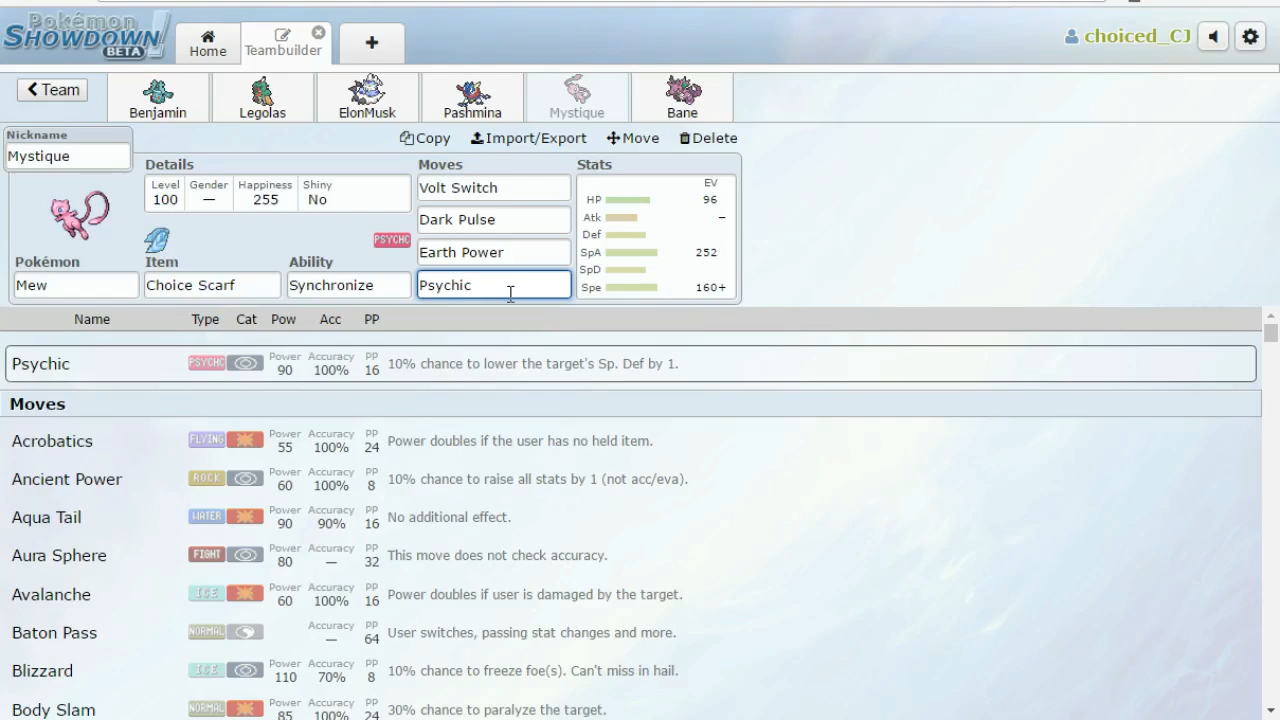 Pokémon
SHOWDOWN!
BETA
Home
Teambuilder
+
choiced_CJ
Team
Benjamin
Legolas
ElonMusk
Pashmina
Mystique
Bane
Nickname
Mystique
Copy Import/Export Move Delete
Details
Level Gender Happiness Shiny
100 — 255 No
PSYCHC
Pokémon Item Ability
Mew Choice Scarf Synchronize
Moves
Volt Switch
Dark Pulse
Earth Power
Psychic
Stats
EV
HP 96
Atk –
Def
SpA 252
SpD
Spe 160+
Name Type Cat Pow Acc PP
Psychic PSYCHC Power 90 Accuracy 100% PP 16 10% chance to lower the target's Sp. Def by 1.
Moves
Acrobatics FLYING Power 55 Accuracy 100% PP 24 Power doubles if the user has no held item.
Ancient Power ROCK Power 60 Accuracy 100% PP 8 10% chance to raise all stats by 1 (not acc/eva).
Aqua Tail WATER Power 90 Accuracy 90% PP 16 No additional effect.
Aura Sphere FIGHT Power 80 Accuracy — PP 32 This move does not check accuracy.
Avalanche ICE Power 60 Accuracy 100% PP 16 Power doubles if user is damaged by the target.
Baton Pass NORMAL Accuracy — PP 64 User switches, passing stat changes and more.
Blizzard ICE Power 110 Accuracy 70% PP 8 10% chance to freeze foe(s). Can't miss in hail.
Body Slam NORMAL Power 85 Accuracy 100% PP 24 30% chance to paralyze the target.